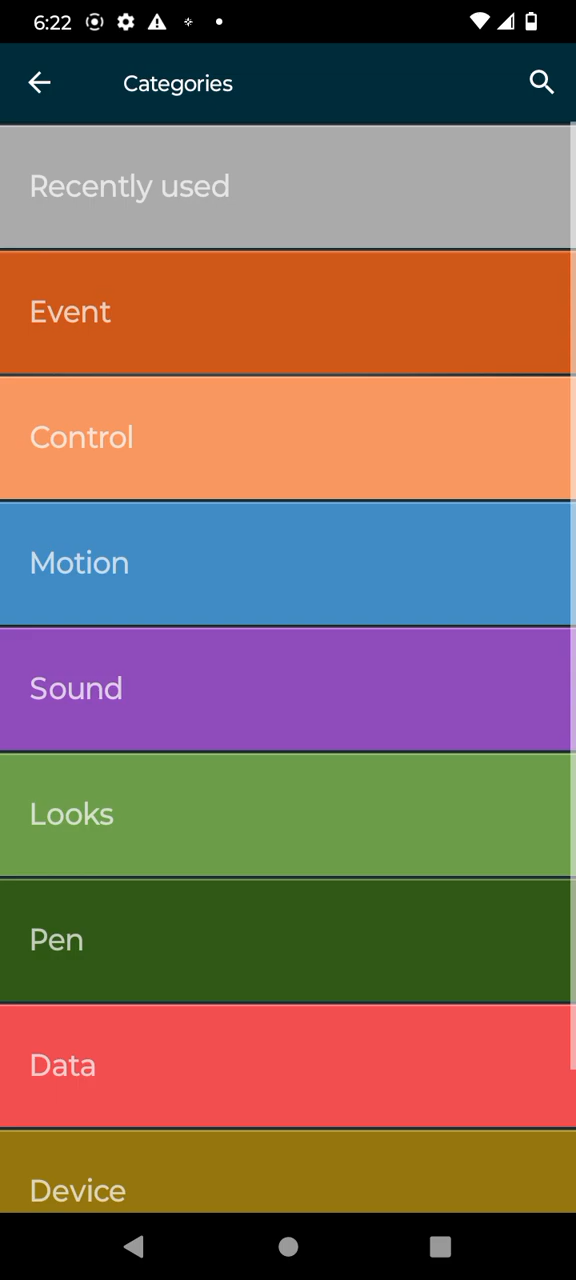 6:22
Categories
Recently used
Event
Control
Motion
Sound
Looks
Pen
Data
Device